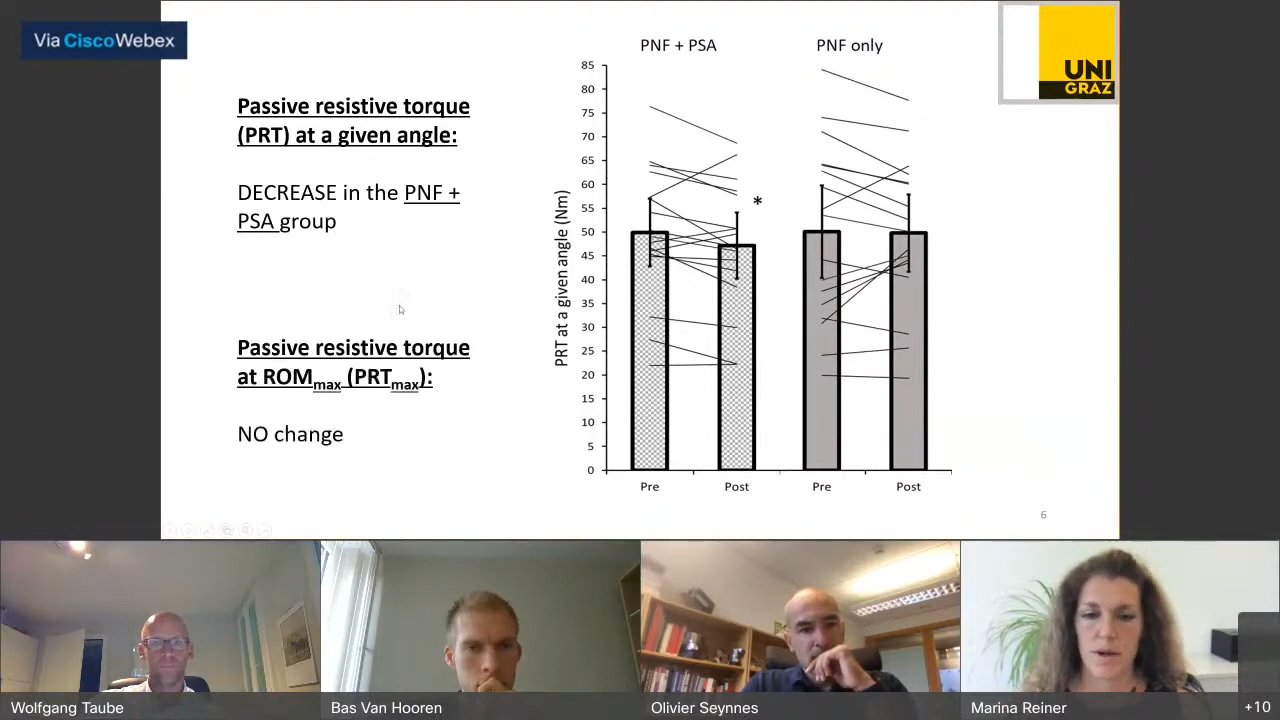 Via Cisco Webex
PNF + PSA
PNF only
UNI
GRAZ
Passive resistive torque
(PRT) at a given angle:
DECREASE in the PNF +
PSA group
Passive resistive torque
at ROMmax (PRTmax):
NO change
PRT at a given angle (Nm)
85
80
75
70
65
60
55
50
45
40
35
30
25
20
15
10
5
0
*
Pre
Post
Pre
Post
6
Wolfgang Taube
Bas Van Hooren
Olivier Seynnes
Marina Reiner
+10